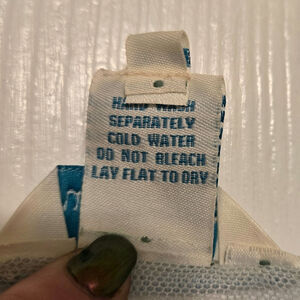 HAND WASH
SEPARATELY
COLD WATER
DO NOT BLEACH
LAY FLAT TO DRY